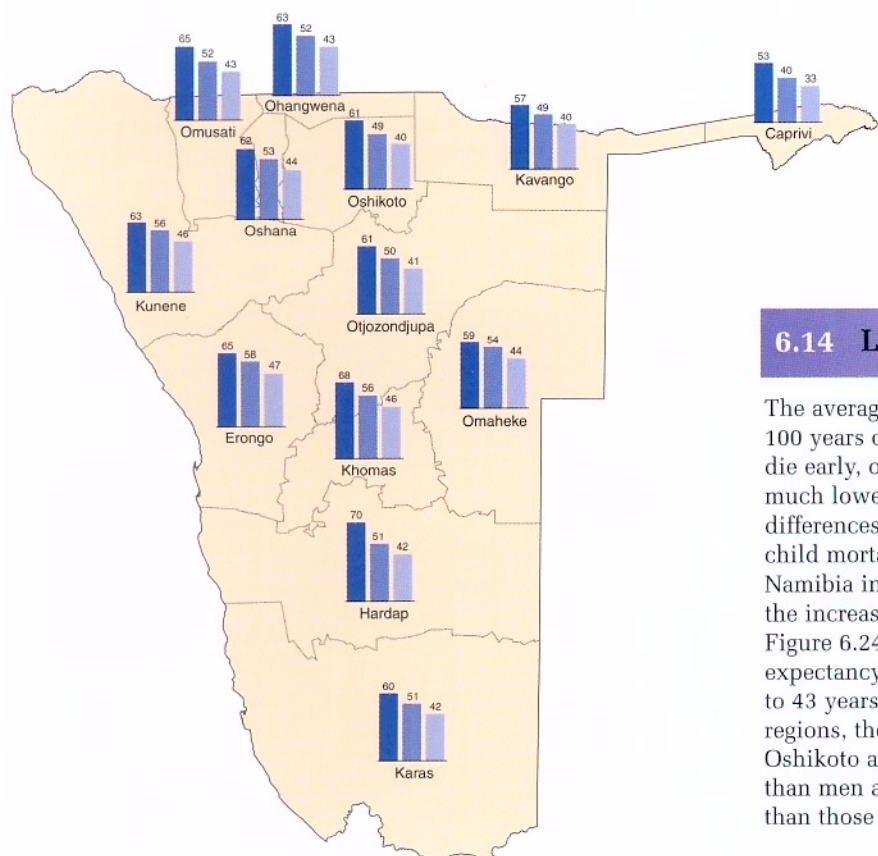 63 52 43
Ohangwena
65 52 43
Omusati
53 40 33
Caprivi
57 49 40
Kavango
61 49 40
Oshikoto
62 53 44
Oshana
63 56 46
Kunene
61 50 41
Otjozondjupa
59 54 44
Omaheke
65 58 47
Erongo
68 56 46
Khomas
70 51 42
Hardap
60 51 42
Karas
6.14 L
The averag
100 years o
die early, o
much lowe
differences
child morta
Namibia in
the increas
Figure 6.24
expectancy
to 43 years
regions, the
Oshikoto a
than men a
than those